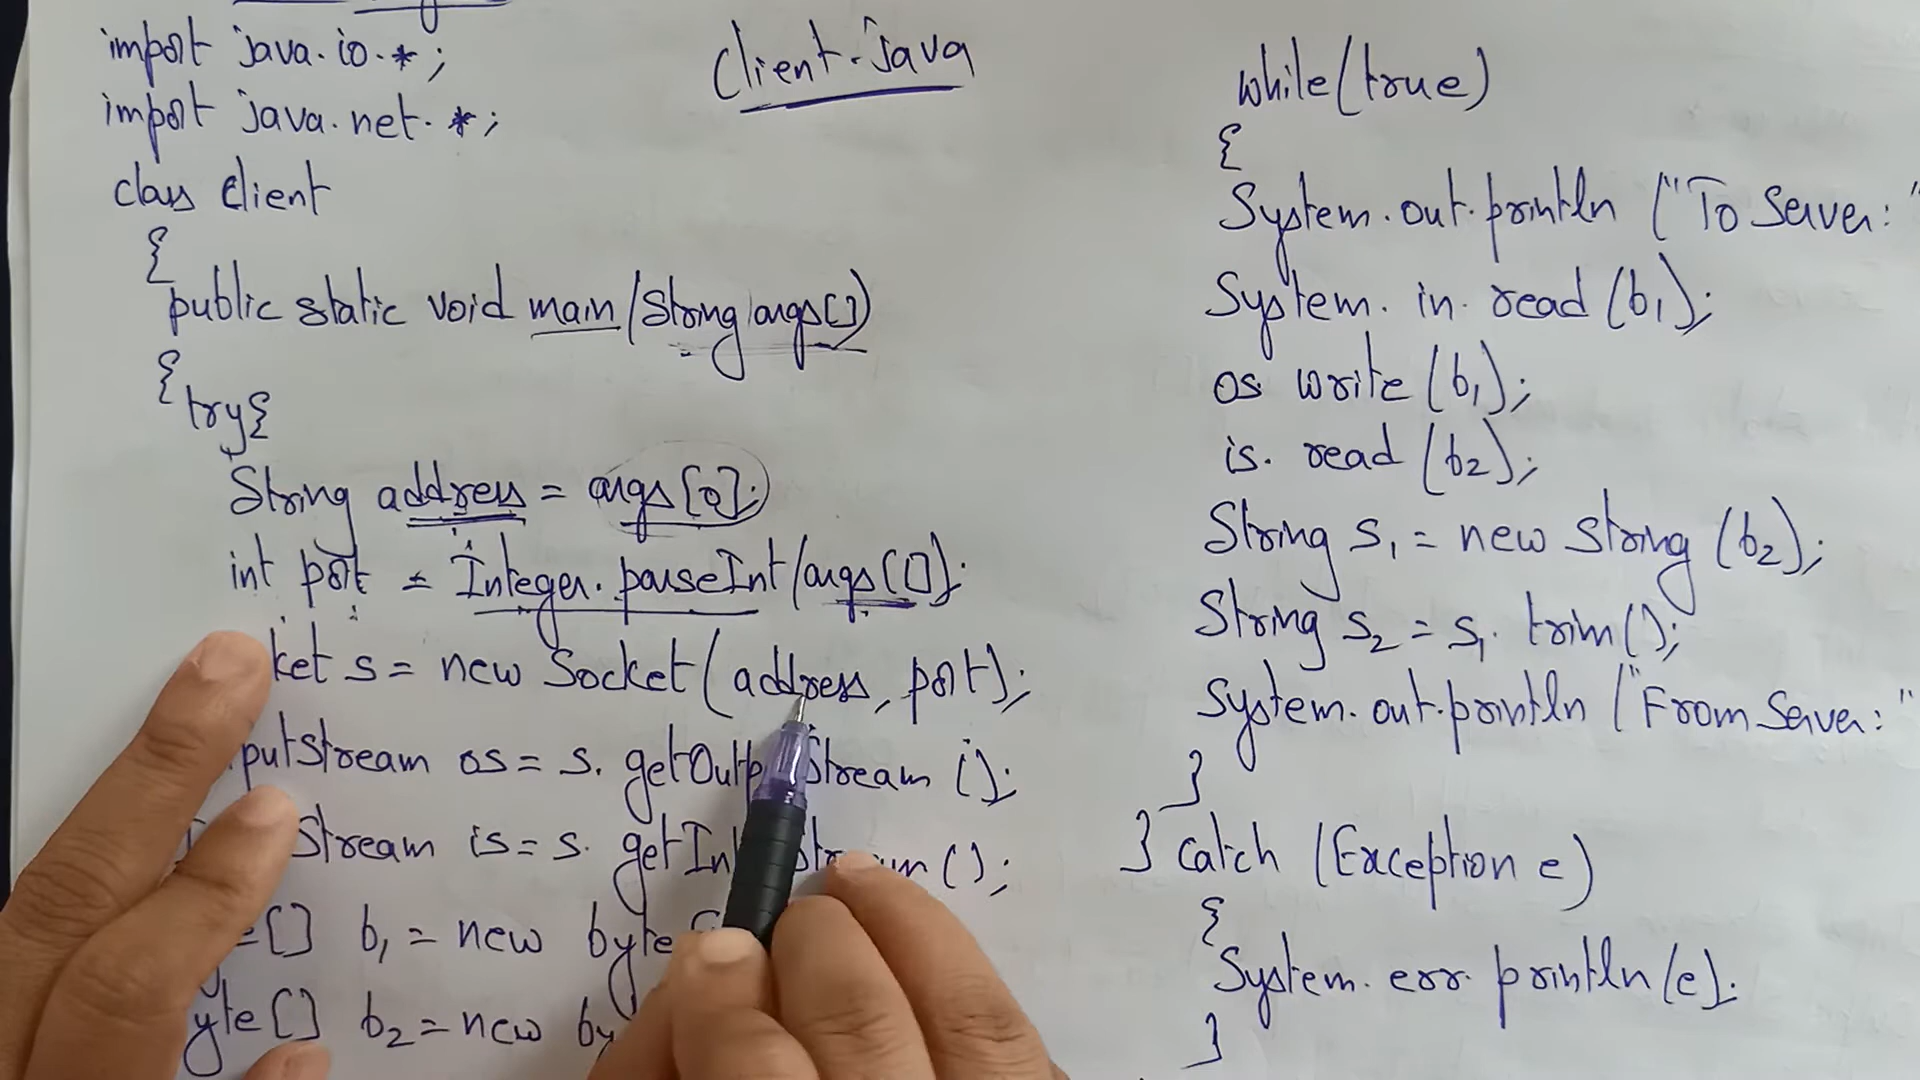 import java.io.*;
import java.net.*;
Client.Java
class Client
{
public static void main(String args[])
{
try{
String address = args[0];
int port = Integer.parseInt(args[1]);
ket s = new Socket(address, port);
putStream os = s. getOutp Stream ();
Stream is = s. getIn Stream ();
e[] b1 = new byte[
yte[] b2 = new by
while(true)
{
System.out.println ("To Server:"
System.in.read (b1);
os write (b1);
is. read (b2);
String s1 = new String (b2);
String s2 = s1. trim();
System.out.println ("From Server:"
}
} catch (Exception e)
{
System.err.println(e);
}